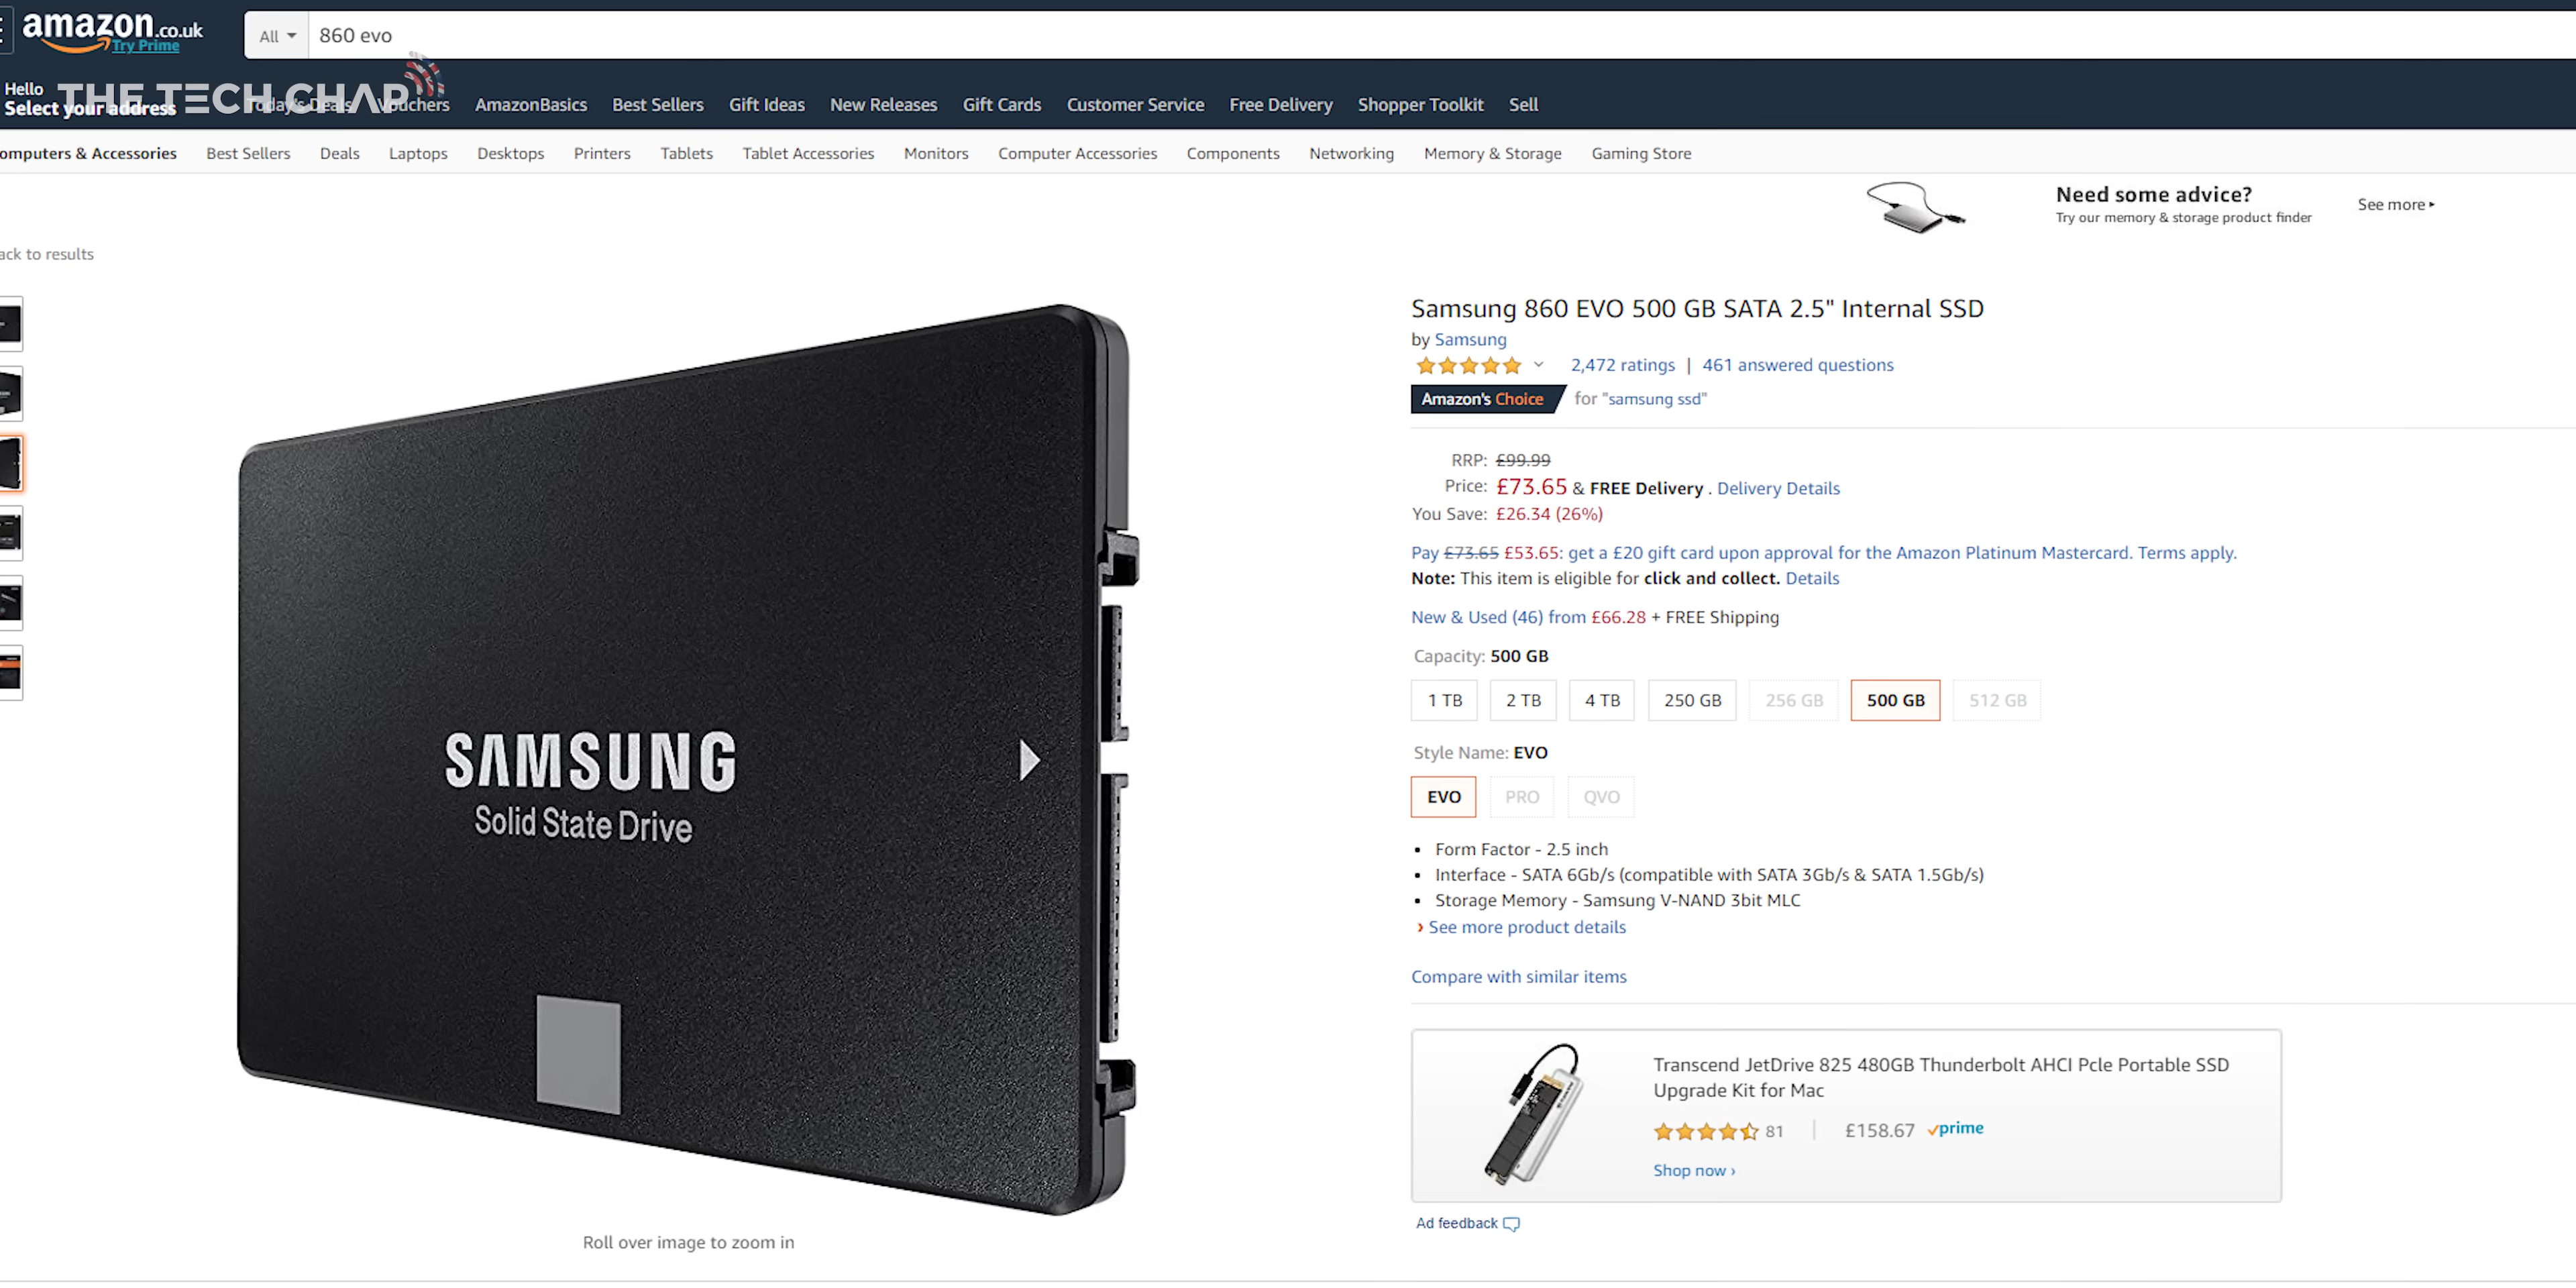 amazon.co.uk
Try Prime
All
860 evo
Hello
Select your address
THE TECH CHAP
Today's Deals Vouchers AmazonBasics Best Sellers Gift Ideas New Releases Gift Cards Customer Service Free Delivery Shopper Toolkit Sell
omputers & Accessories Best Sellers Deals Laptops Desktops Printers Tablets Tablet Accessories Monitors Computer Accessories Components Networking Memory & Storage Gaming Store
Need some advice?
Try our memory & storage product finder
See more
ack to results
Samsung 860 EVO 500 GB SATA 2.5" Internal SSD
by Samsung
2,472 ratings | 461 answered questions
Amazon's Choice for "samsung ssd"
RRP: £99.99
Price: £73.65 & FREE Delivery . Delivery Details
You Save: £26.34 (26%)
Pay £73.65 £53.65: get a £20 gift card upon approval for the Amazon Platinum Mastercard. Terms apply.
Note: This item is eligible for click and collect. Details
New & Used (46) from £66.28 + FREE Shipping
Capacity: 500 GB
1 TB 2 TB 4 TB 250 GB 256 GB 500 GB 512 GB
Style Name: EVO
EVO PRO QVO
• Form Factor - 2.5 inch
• Interface - SATA 6Gb/s (compatible with SATA 3Gb/s & SATA 1.5Gb/s)
• Storage Memory - Samsung V-NAND 3bit MLC
› See more product details
Compare with similar items
SAMSUNG
Solid State Drive
Roll over image to zoom in
Transcend JetDrive 825 480GB Thunderbolt AHCI Pcle Portable SSD
Upgrade Kit for Mac
81 | £158.67 prime
Shop now ›
Ad feedback